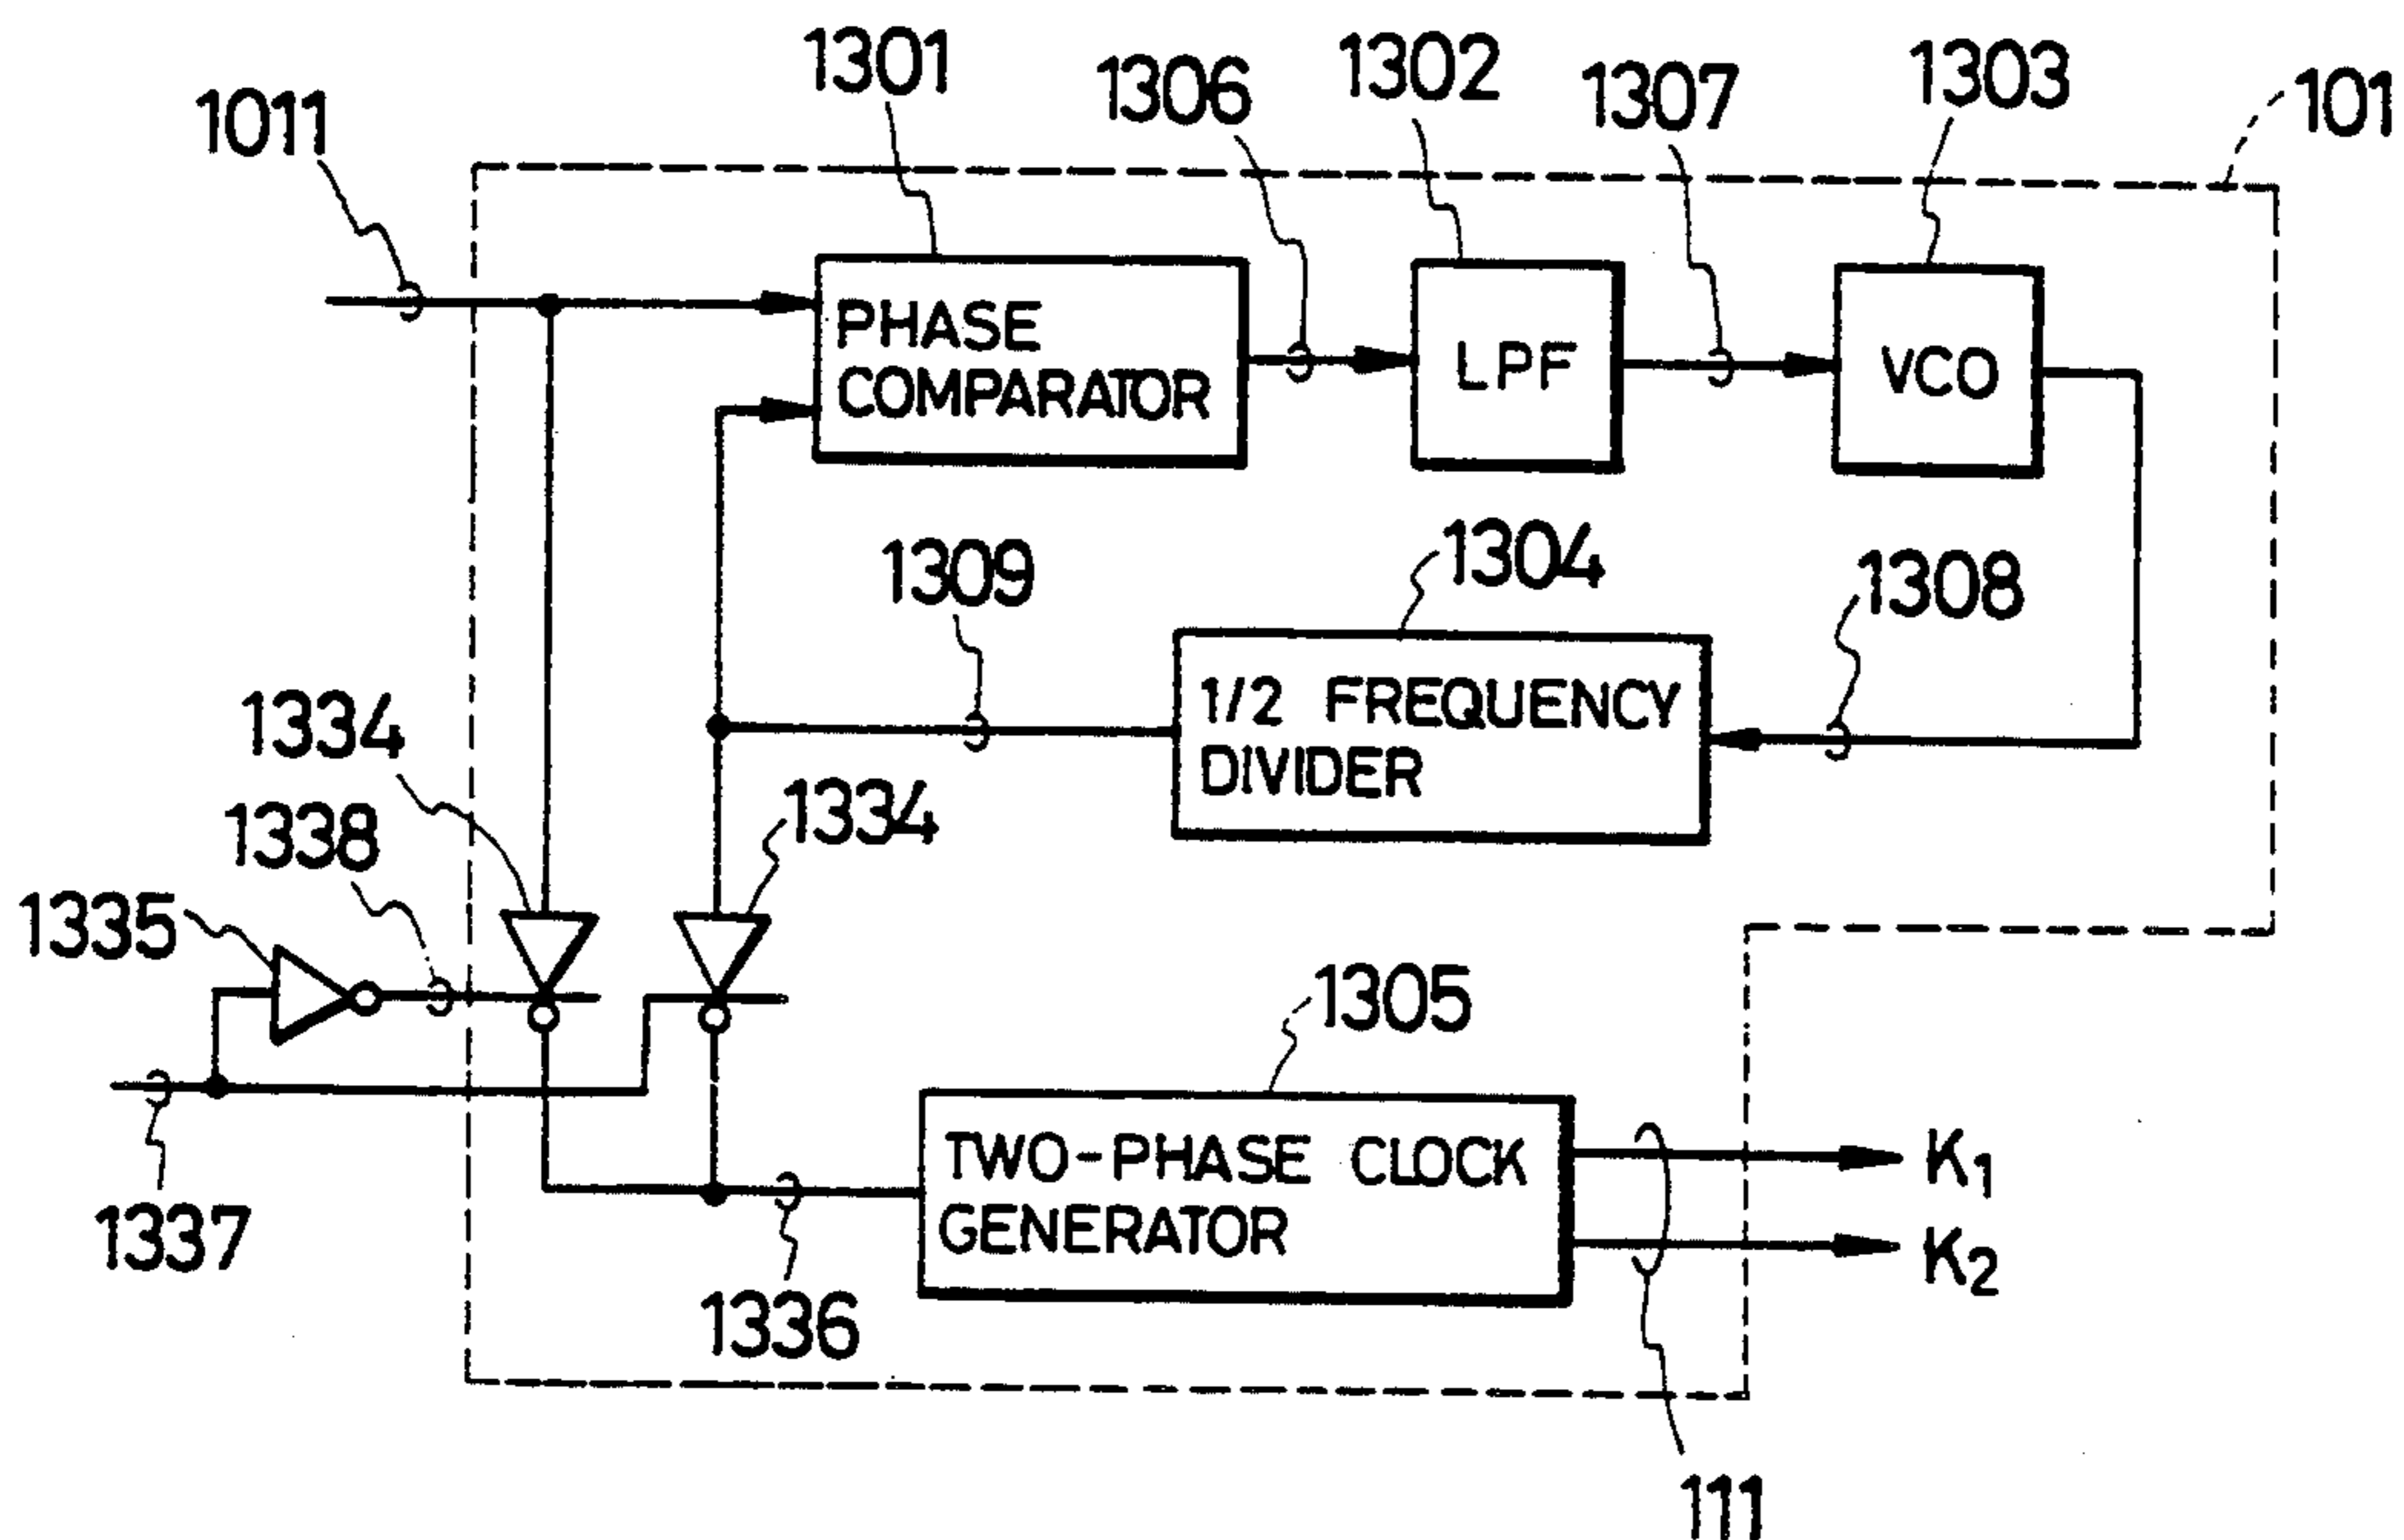 1301
1306
1302
1307
1303
101
1011
PHASE
COMPARATOR
LPF
VCO
1309
1304
1308
1/2 FREQUENCY
DIVIDER
1334
1334
1338
1335
1305
TWO-PHASE CLOCK
GENERATOR
K1
K2
1337
1336
111